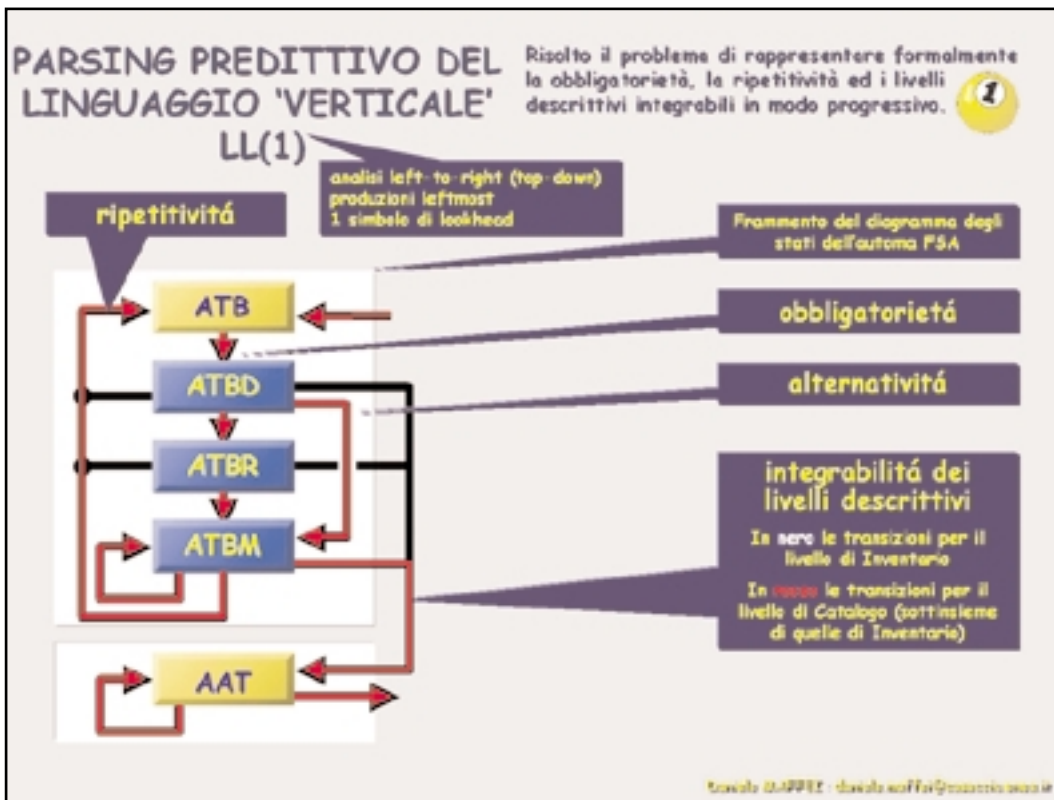 PARSING PREDITTIVO DEL
LINGUAGGIO 'VERTICALE'
LL(1)
Risolto il problema di rappresentare formalmente
la obbligatorietá, la ripetitività ed i livelli
descrittivi integrabili in modo progressivo.
1
analisi left-to-right (top-down)
produzioni leftmost
1 simbolo di lookhead
ripetitivitá
Frammento del diagramma degli
stati dell'automa FSA
ATB
obbligatorietá
ATBD
alternativitá
ATBR
ATBM
integrabilitá dei
livelli descrittivi
In nero le transizioni per il
livello di Inventario
In rosso le transizioni per il
livello di Catalogo (sottinsieme
di quelle di Inventario)
AAT